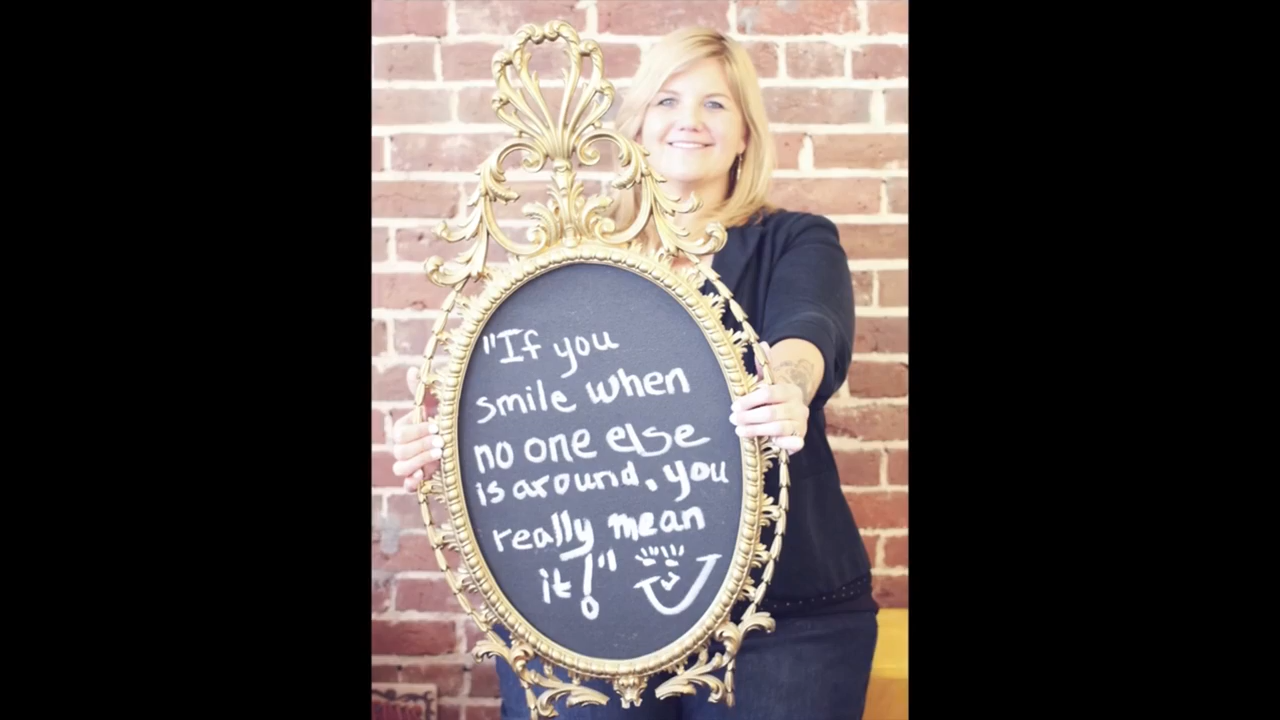 "If you
smile when
no one else
is around, you
really mean
it!"